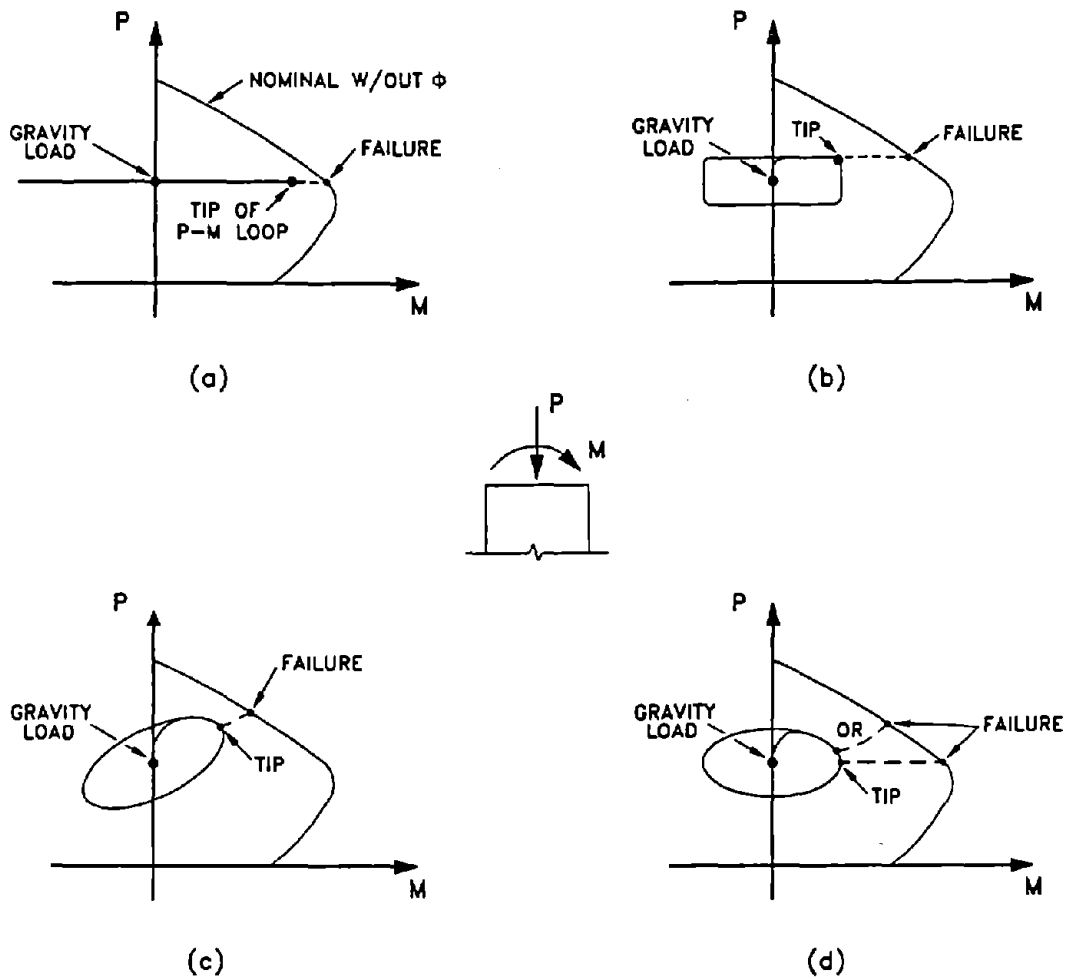 P
NOMINAL W/OUT Φ
GRAVITY
LOAD
FAILURE
TIP OF
P-M LOOP
M
(a)
P
GRAVITY
LOAD
TIP
FAILURE
M
(b)
P
M
P
GRAVITY
LOAD
FAILURE
TIP
M
(c)
P
GRAVITY
LOAD
OR
FAILURE
TIP
M
(d)